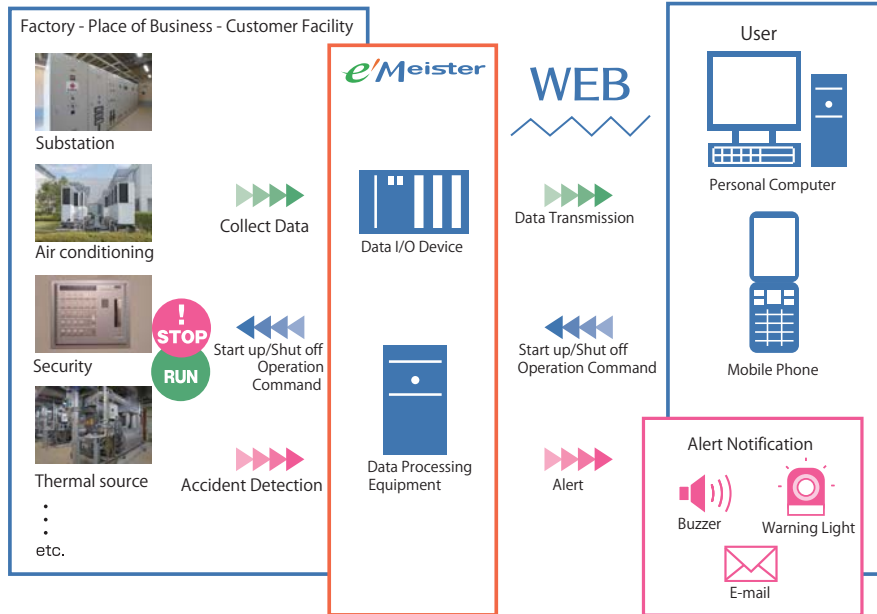 Factory - Place of Business - Customer Facility
Substation
Air conditioning
Security
Thermal source
etc.
!
STOP
RUN
Collect Data
Start up/Shut off
Operation
Command
Accident Detection
e'Meister
Data I/O Device
Data Processing
Equipment
WEB
Data Transmission
Start up/Shut off
Operation Command
Alert
User
Personal Computer
Mobile Phone
Alert Notification
Buzzer
Warning Light
E-mail